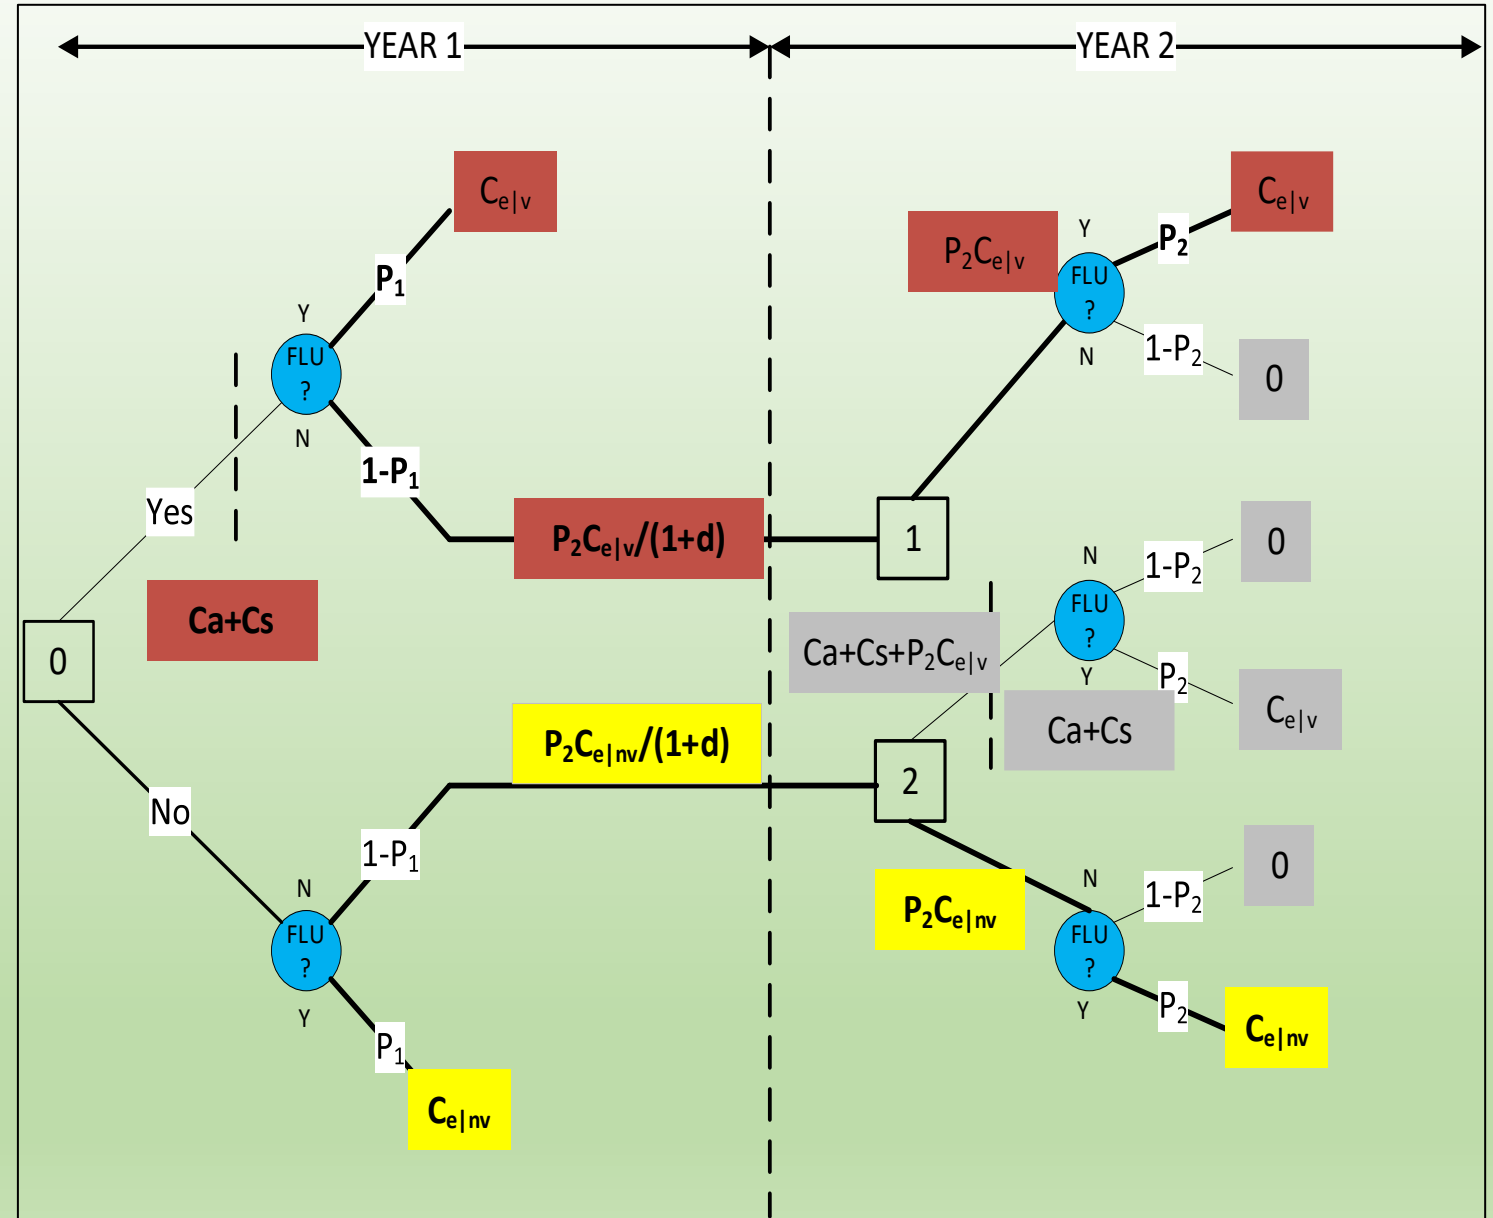 YEAR 1
YEAR 2
Ce|v
P1
Y
FLU
?
N
1-P1
Yes
Ca+Cs
0
P2Ce|v/(1+d)
P2Ce|nv/(1+d)
No
1-P1
N
FLU
?
Y
P1
Ce|nv
Ce|v
Y
P2
P2Ce|v
FLU
?
N
1-P2
0
1
N
1-P2
0
FLU
?
Y
P2
Ca+Cs+P2Ce|v
Ce|v
Ca+Cs
2
P2Ce|nv
N
1-P2
0
FLU
?
Y
P2
Ce|nv